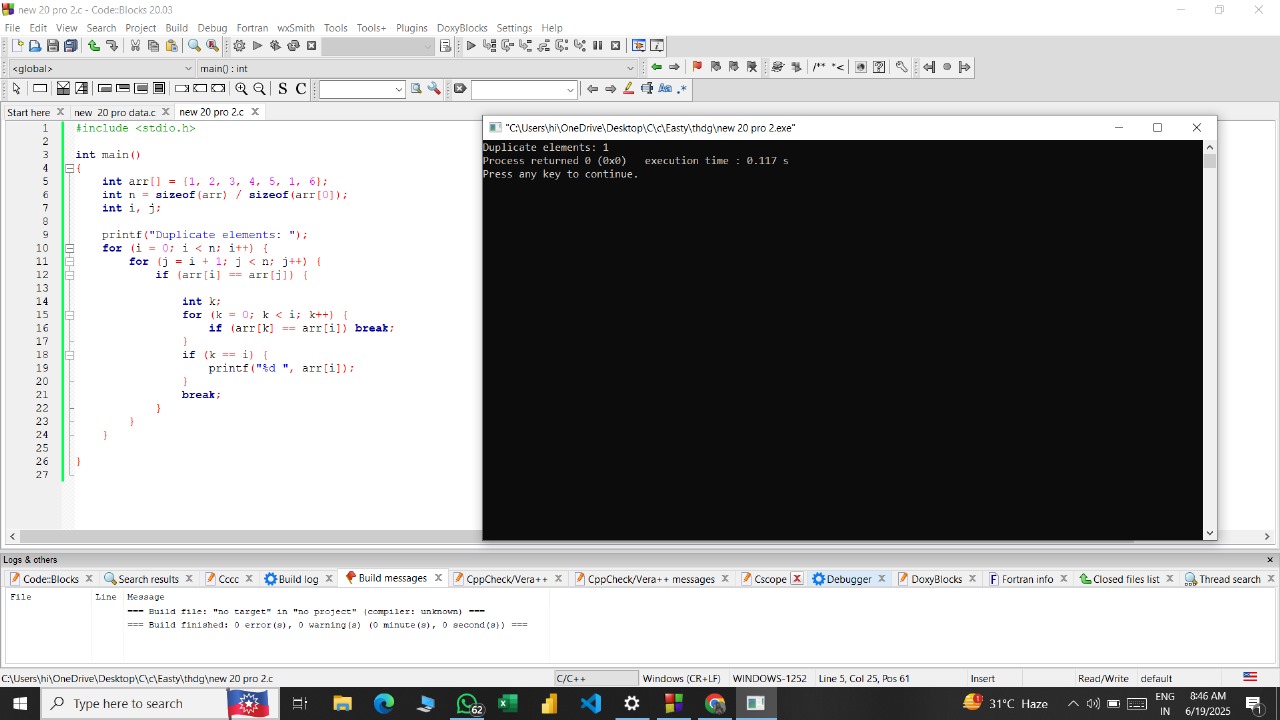 new 20 pro 2.c - Code::Blocks 20.03
File Edit View Search Project Build Debug Fortran wxSmith Tools Tools+ Plugins DoxyBlocks Settings Help
<global> main() : int /** *<
S C Aa .*
Start here new 20 pro data.c new 20 pro 2.c
1 #include <stdio.h>
2
3 int main()
4 {
5 int arr[] = {1, 2, 3, 4, 5, 1, 6};
6 int n = sizeof(arr) / sizeof(arr[0]);
7 int i, j;
8
9 printf("Duplicate elements: ");
10 for (i = 0; i < n; i++) {
11 for (j = i + 1; j < n; j++) {
12 if (arr[i] == arr[j]) {
13
14 int k;
15 for (k = 0; k < i; k++) {
16 if (arr[k] == arr[i]) break;
17 }
18 if (k == i) {
19 printf("%d ", arr[i]);
20 }
21 break;
22 }
23 }
24 }
25
26 }
27
"C:\Users\hi\OneDrive\Desktop\C\c\Easty\thdg\new 20 pro 2.exe"
Duplicate elements: 1
Process returned 0 (0x0) execution time : 0.117 s
Press any key to continue.
Logs & others
Code::Blocks Search results Cccc Build log Build messages CppCheck/Vera++ CppCheck/Vera++ messages Cscope Debugger DoxyBlocks Fortran info Closed files list Thread search
File Line Message
=== Build file: "no target" in "no project" (compiler: unknown) ===
=== Build finished: 0 error(s), 0 warning(s) (0 minute(s), 0 second(s)) ===
C:\Users\hi\OneDrive\Desktop\C\c\Easty\thdg\new 20 pro 2.c C/C++ Windows (CR+LF) WINDOWS-1252 Line 5, Col 25, Pos 61 Insert Read/Write default
Type here to search 62 31°C Haze ENG IN 8:46 AM 6/19/2025 1